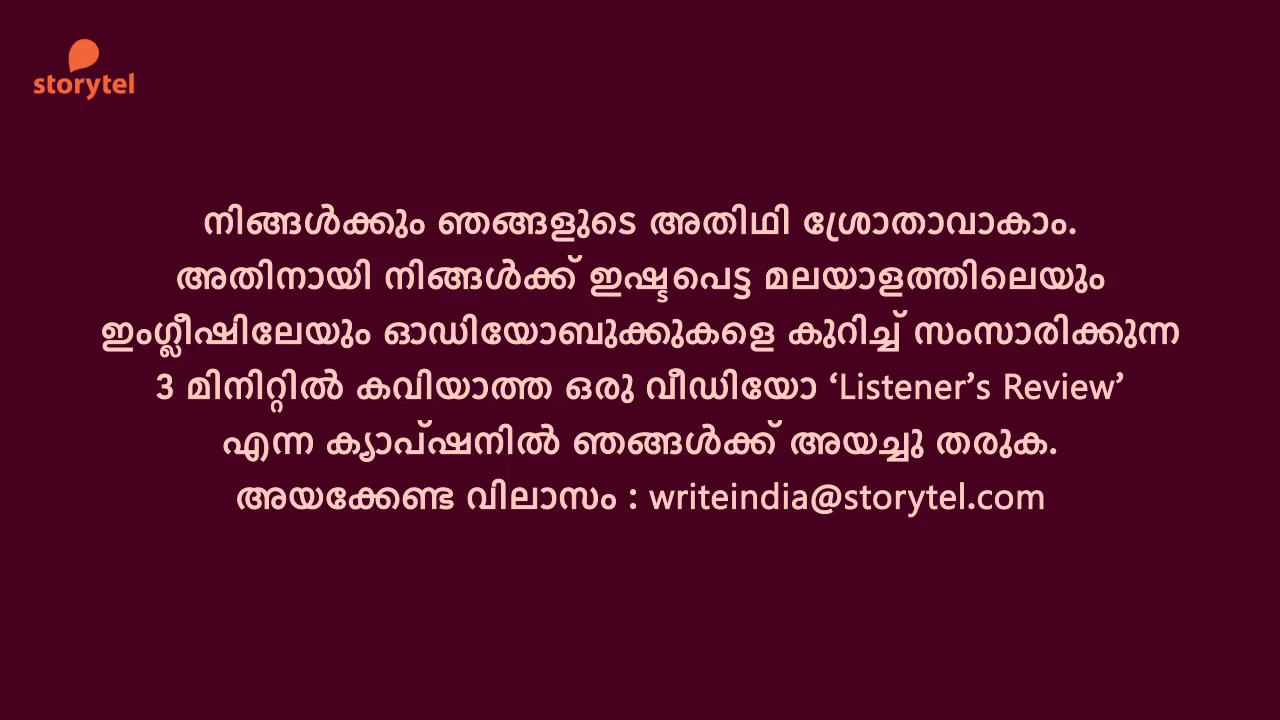 storytel
നിങ്ങൾക്കും ഞങ്ങളുടെ അതിഥി ശ്രോതാവാകാം.
അതിനായി നിങ്ങൾക്ക് ഇഷ്ടപെട്ട മലയാളത്തിലെയും
ഇംഗ്ലീഷിലേയും ഓഡിയോബുക്കുകളെ കുറിച്ച് സംസാരിക്കുന്ന
3 മിനിറ്റിൽ കവിയാത്ത ഒരു വീഡിയോ ‘Listener’s Review’
എന്ന ക്യാപ്ഷനിൽ ഞങ്ങൾക്ക് അയച്ചു തരുക.
അയക്കേണ്ട വിലാസം : writeindia@storytel.com